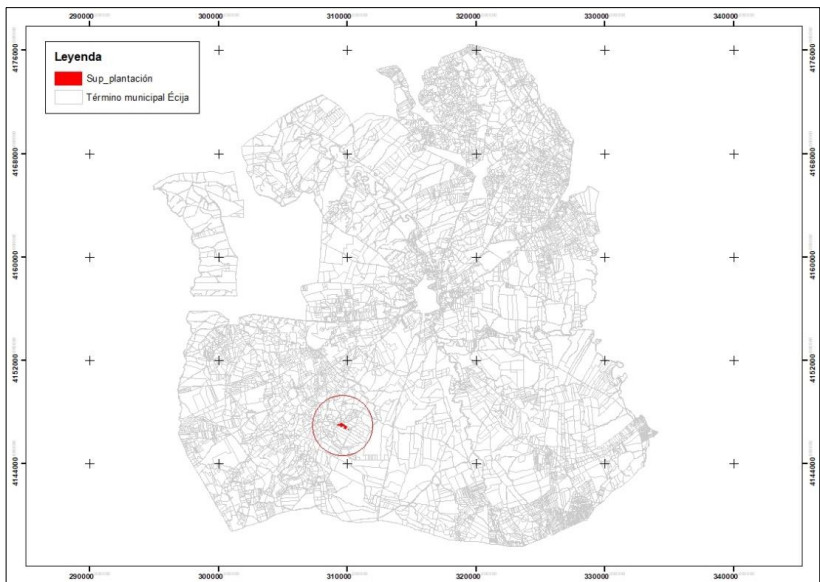 290000 300000 310000 320000 330000 340000
4176000 4176000
Leyenda
Sup_plantación
Término municipal Écija
4168000 4168000
4160000 4160000
4152000 4152000
4144000 4144000
290000 300000 310000 320000 330000 340000